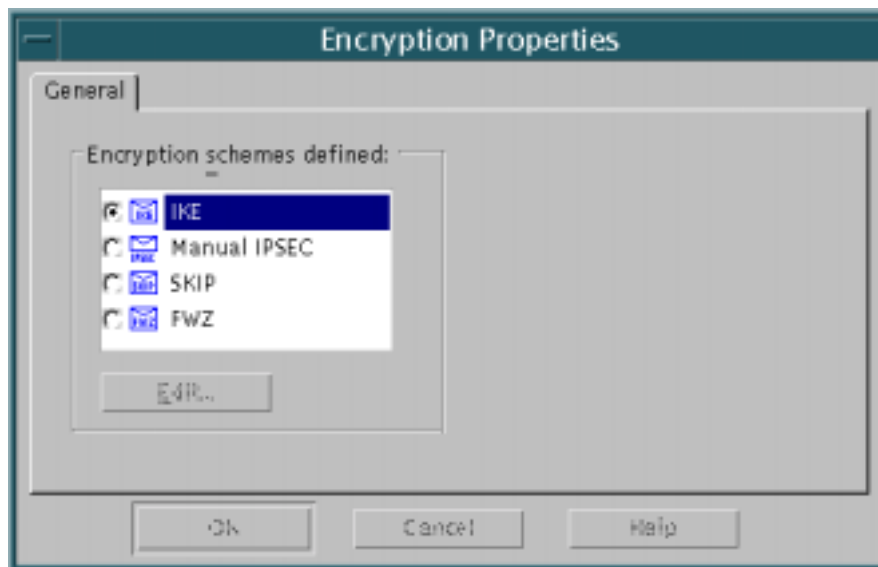 Encryption Properties
General
Encryption schemes defined:
IKE
Manual IPSEC
SKIP
FWZ
Edit...
Ok Cancel Help